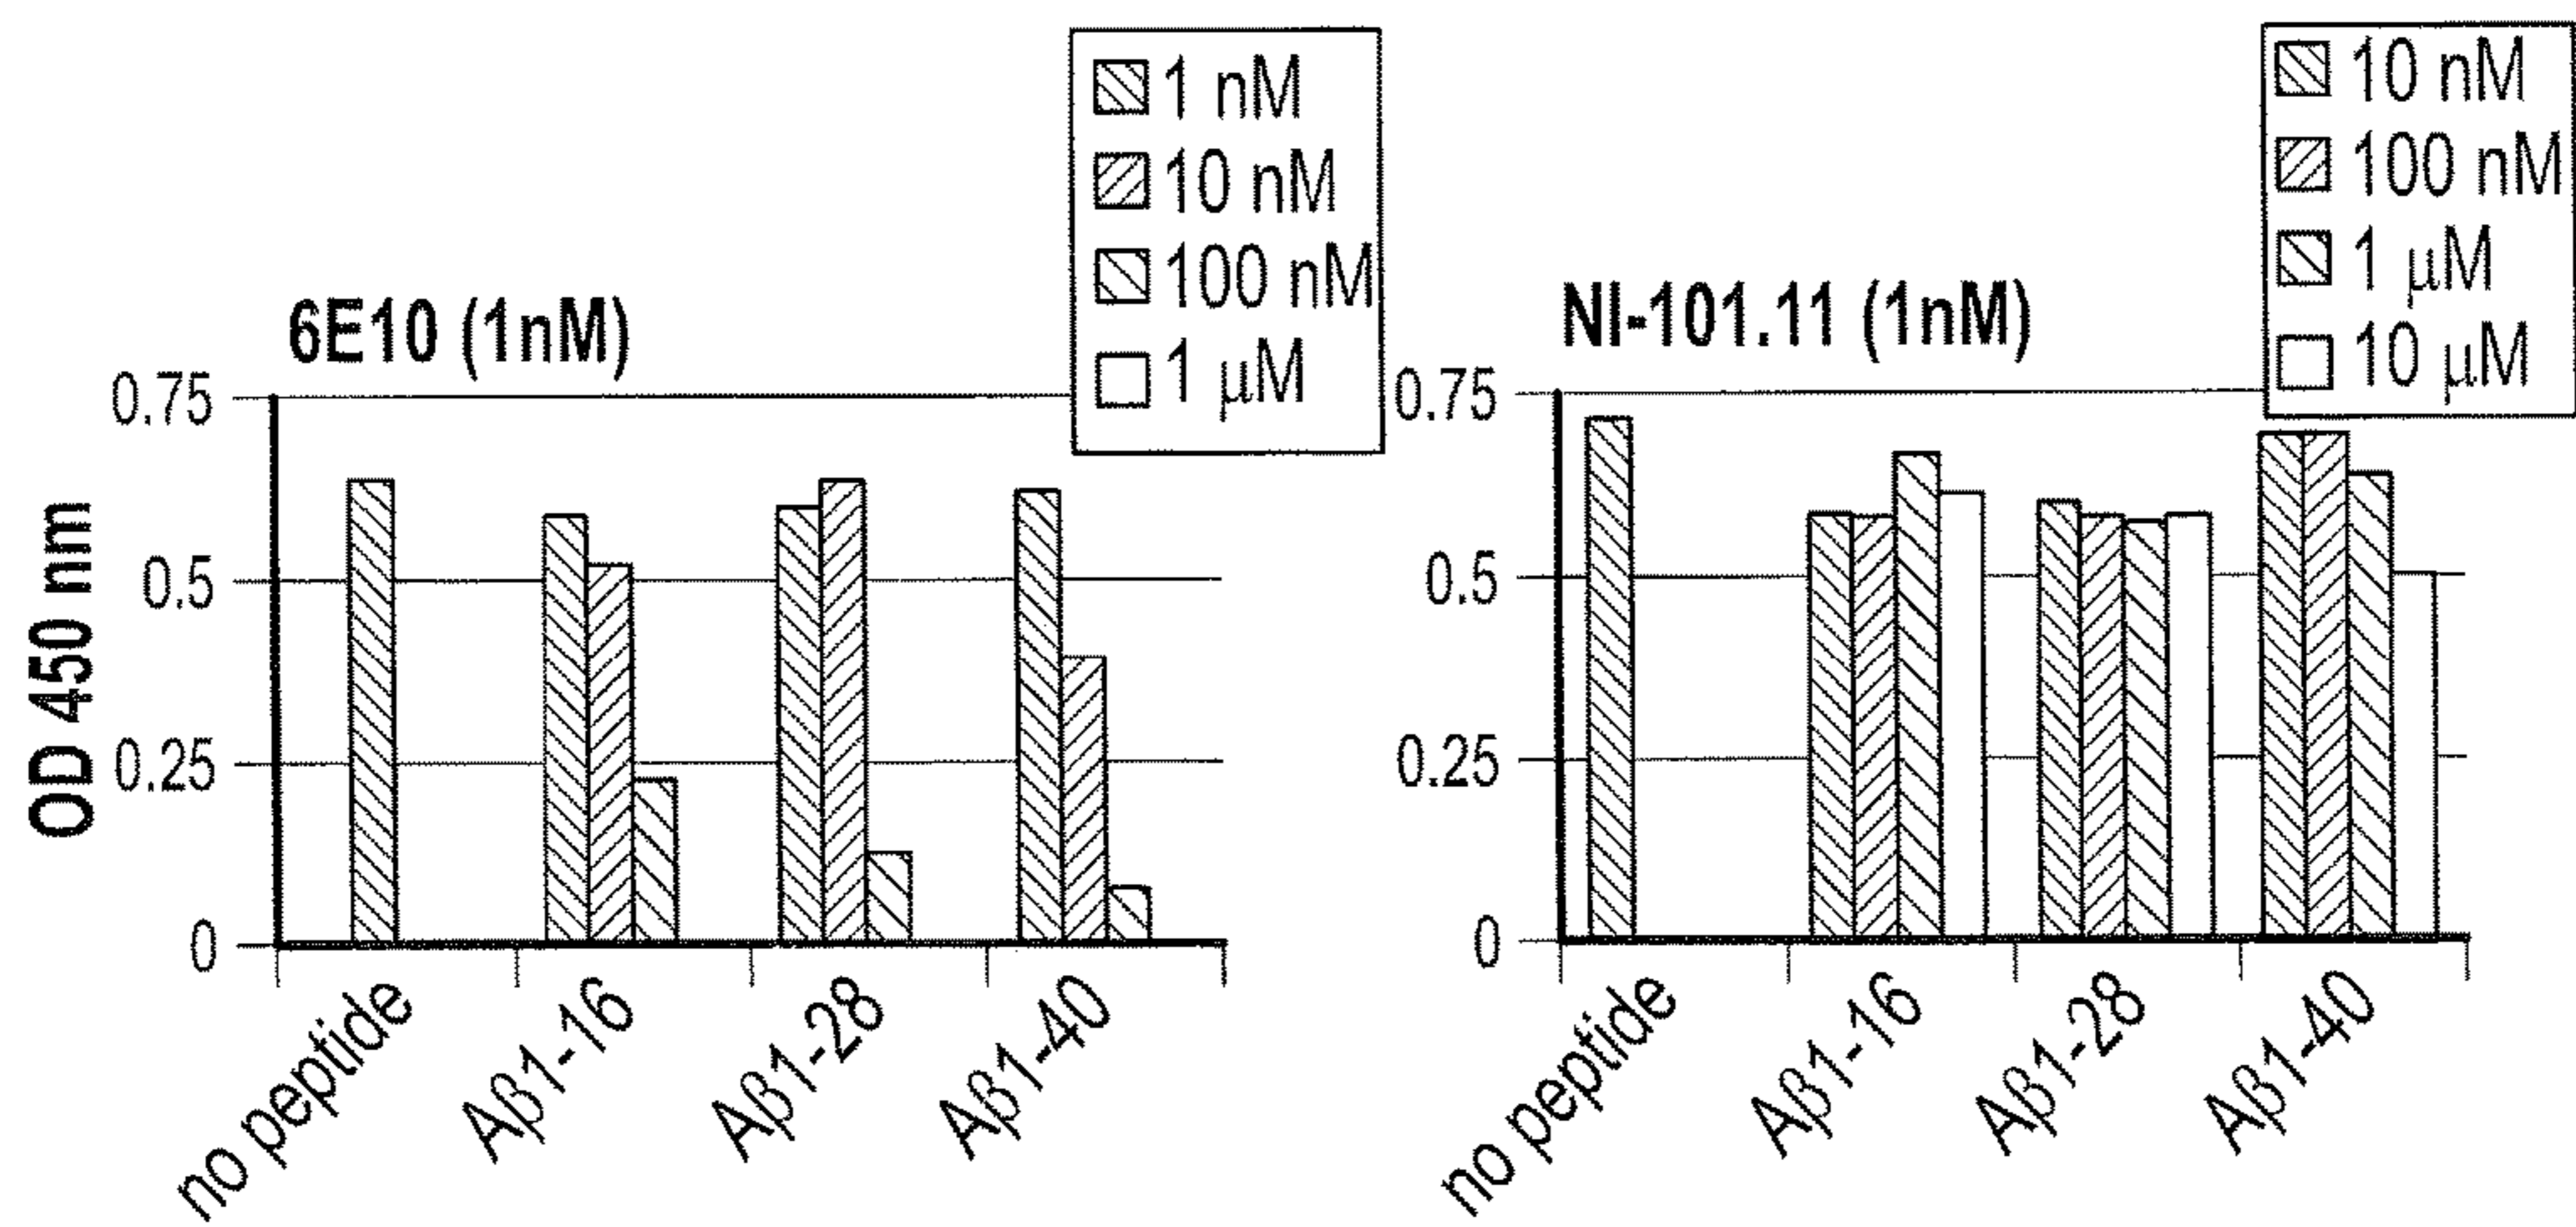 1 nM
10 nM
100 nM
1 μM
6E10 (1nM)
OD 450 nm
0.75
0.5
0.25
0
no peptide
Aβ1-16
Aβ1-28
Aβ1-40
10 nM
100 nM
1 μM
10 μM
NI-101.11 (1nM)
0.75
0.5
0.25
0
no peptide
Aβ1-16
Aβ1-28
Aβ1-40